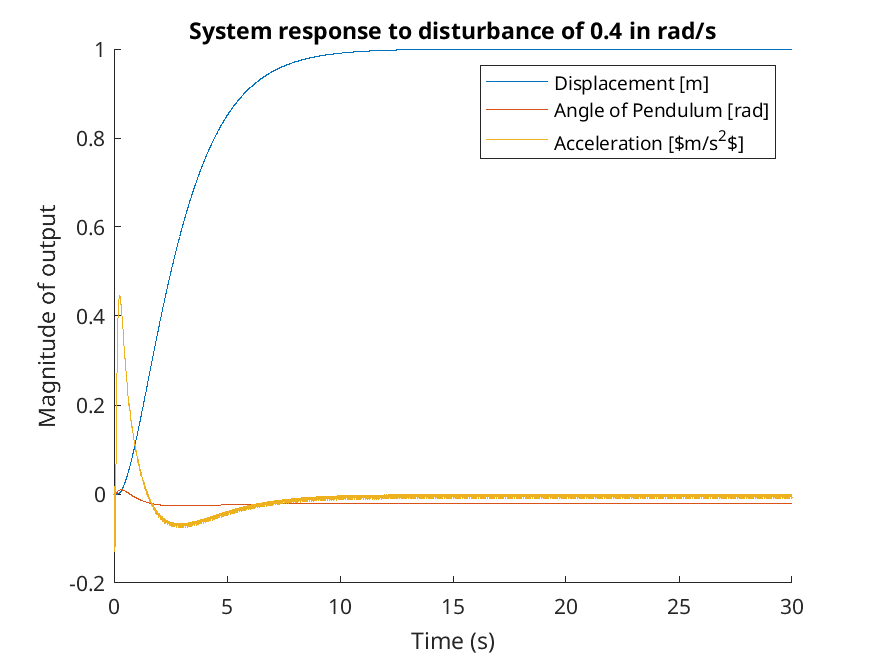 System response to disturbance of 0.4 in rad/s
1
Displacement [m]
Angle of Pendulum [rad]
Acceleration [$m/s²$]
0.8
0.6
0.4
0.2
0
-0.2
Magnitude of output
0 5 10 15 20 25 30
Time (s)